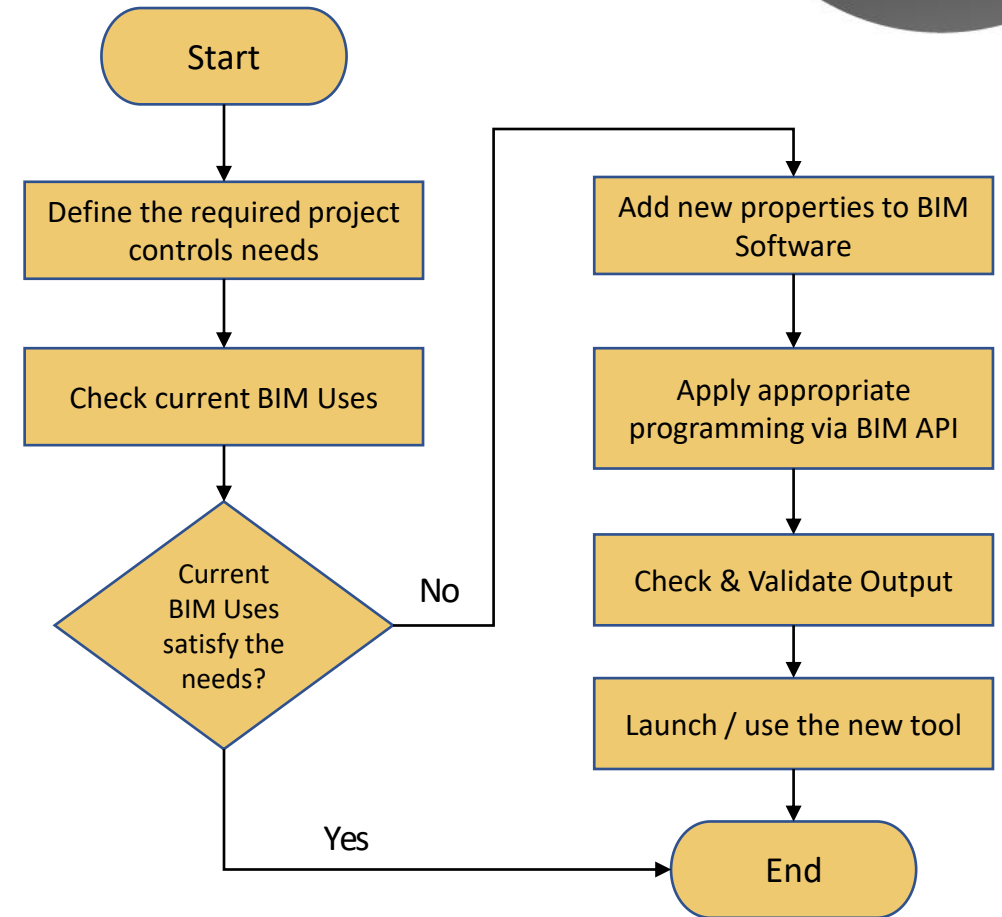 Start
Define the required project
controls needs
Check current BIM Uses
Current
BIM Uses
satisfy the
needs?
No
Yes
Add new properties to BIM
Software
Apply appropriate
programming via BIM API
Check & Validate Output
Launch / use the new tool
End